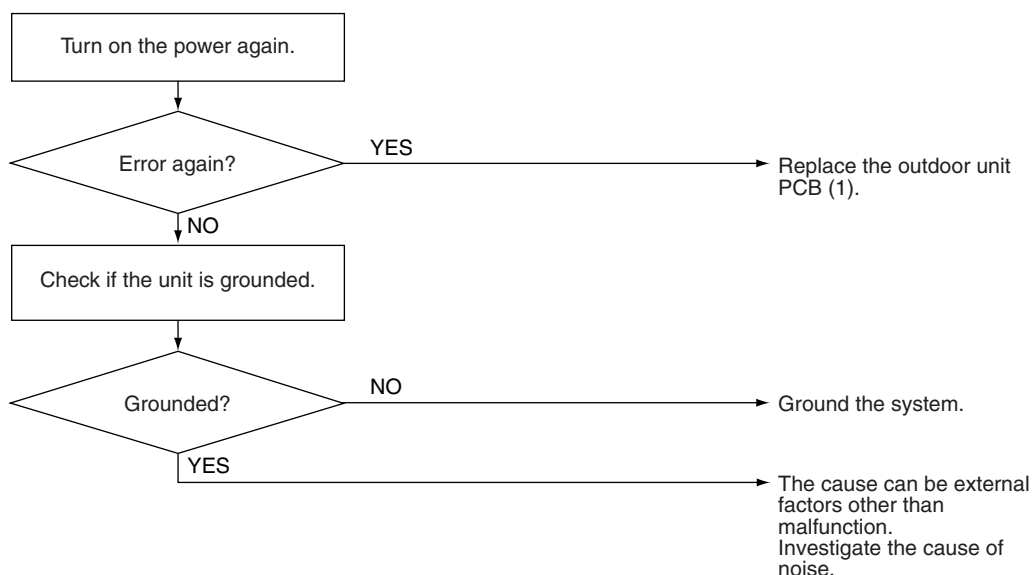 Turn on the power again.
Error again?
YES
Replace the outdoor unit
PCB (1).
NO
Check if the unit is grounded.
Grounded?
NO
Ground the system.
YES
The cause can be external
factors other than
malfunction.
Investigate the cause of
noise.